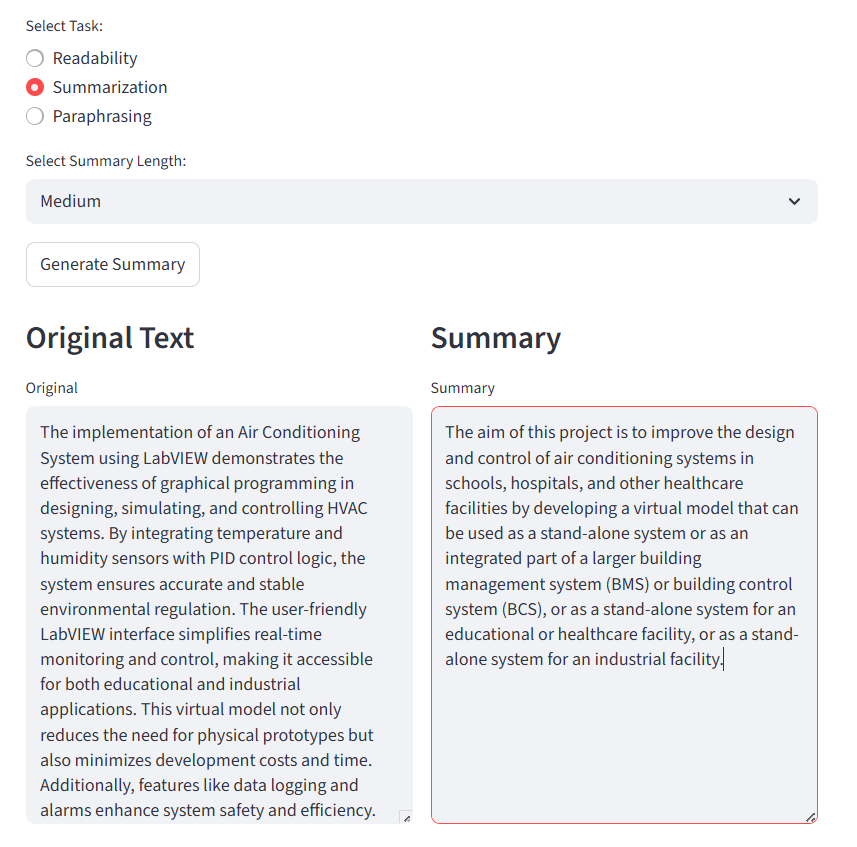 Select Task:
Readability
Summarization
Paraphrasing
Select Summary Length:
Medium
Generate Summary
Original Text
Original
The implementation of an Air Conditioning
System using LabVIEW demonstrates the
effectiveness of graphical programming in
designing, simulating, and controlling HVAC
systems. By integrating temperature and
humidity sensors with PID control logic, the
system ensures accurate and stable
environmental regulation. The user-friendly
LabVIEW interface simplifies real-time
monitoring and control, making it accessible
for both educational and industrial
applications. This virtual model not only
reduces the need for physical prototypes but
also minimizes development costs and time.
Additionally, features like data logging and
alarms enhance system safety and efficiency.
Summary
Summary
The aim of this project is to improve the design
and control of air conditioning systems in
schools, hospitals, and other healthcare
facilities by developing a virtual model that can
be used as a stand-alone system or as an
integrated part of a larger building
management system (BMS) or building control
system (BCS), or as a stand-alone system for an
educational or healthcare facility, or as a stand-
alone system for an industrial facility.